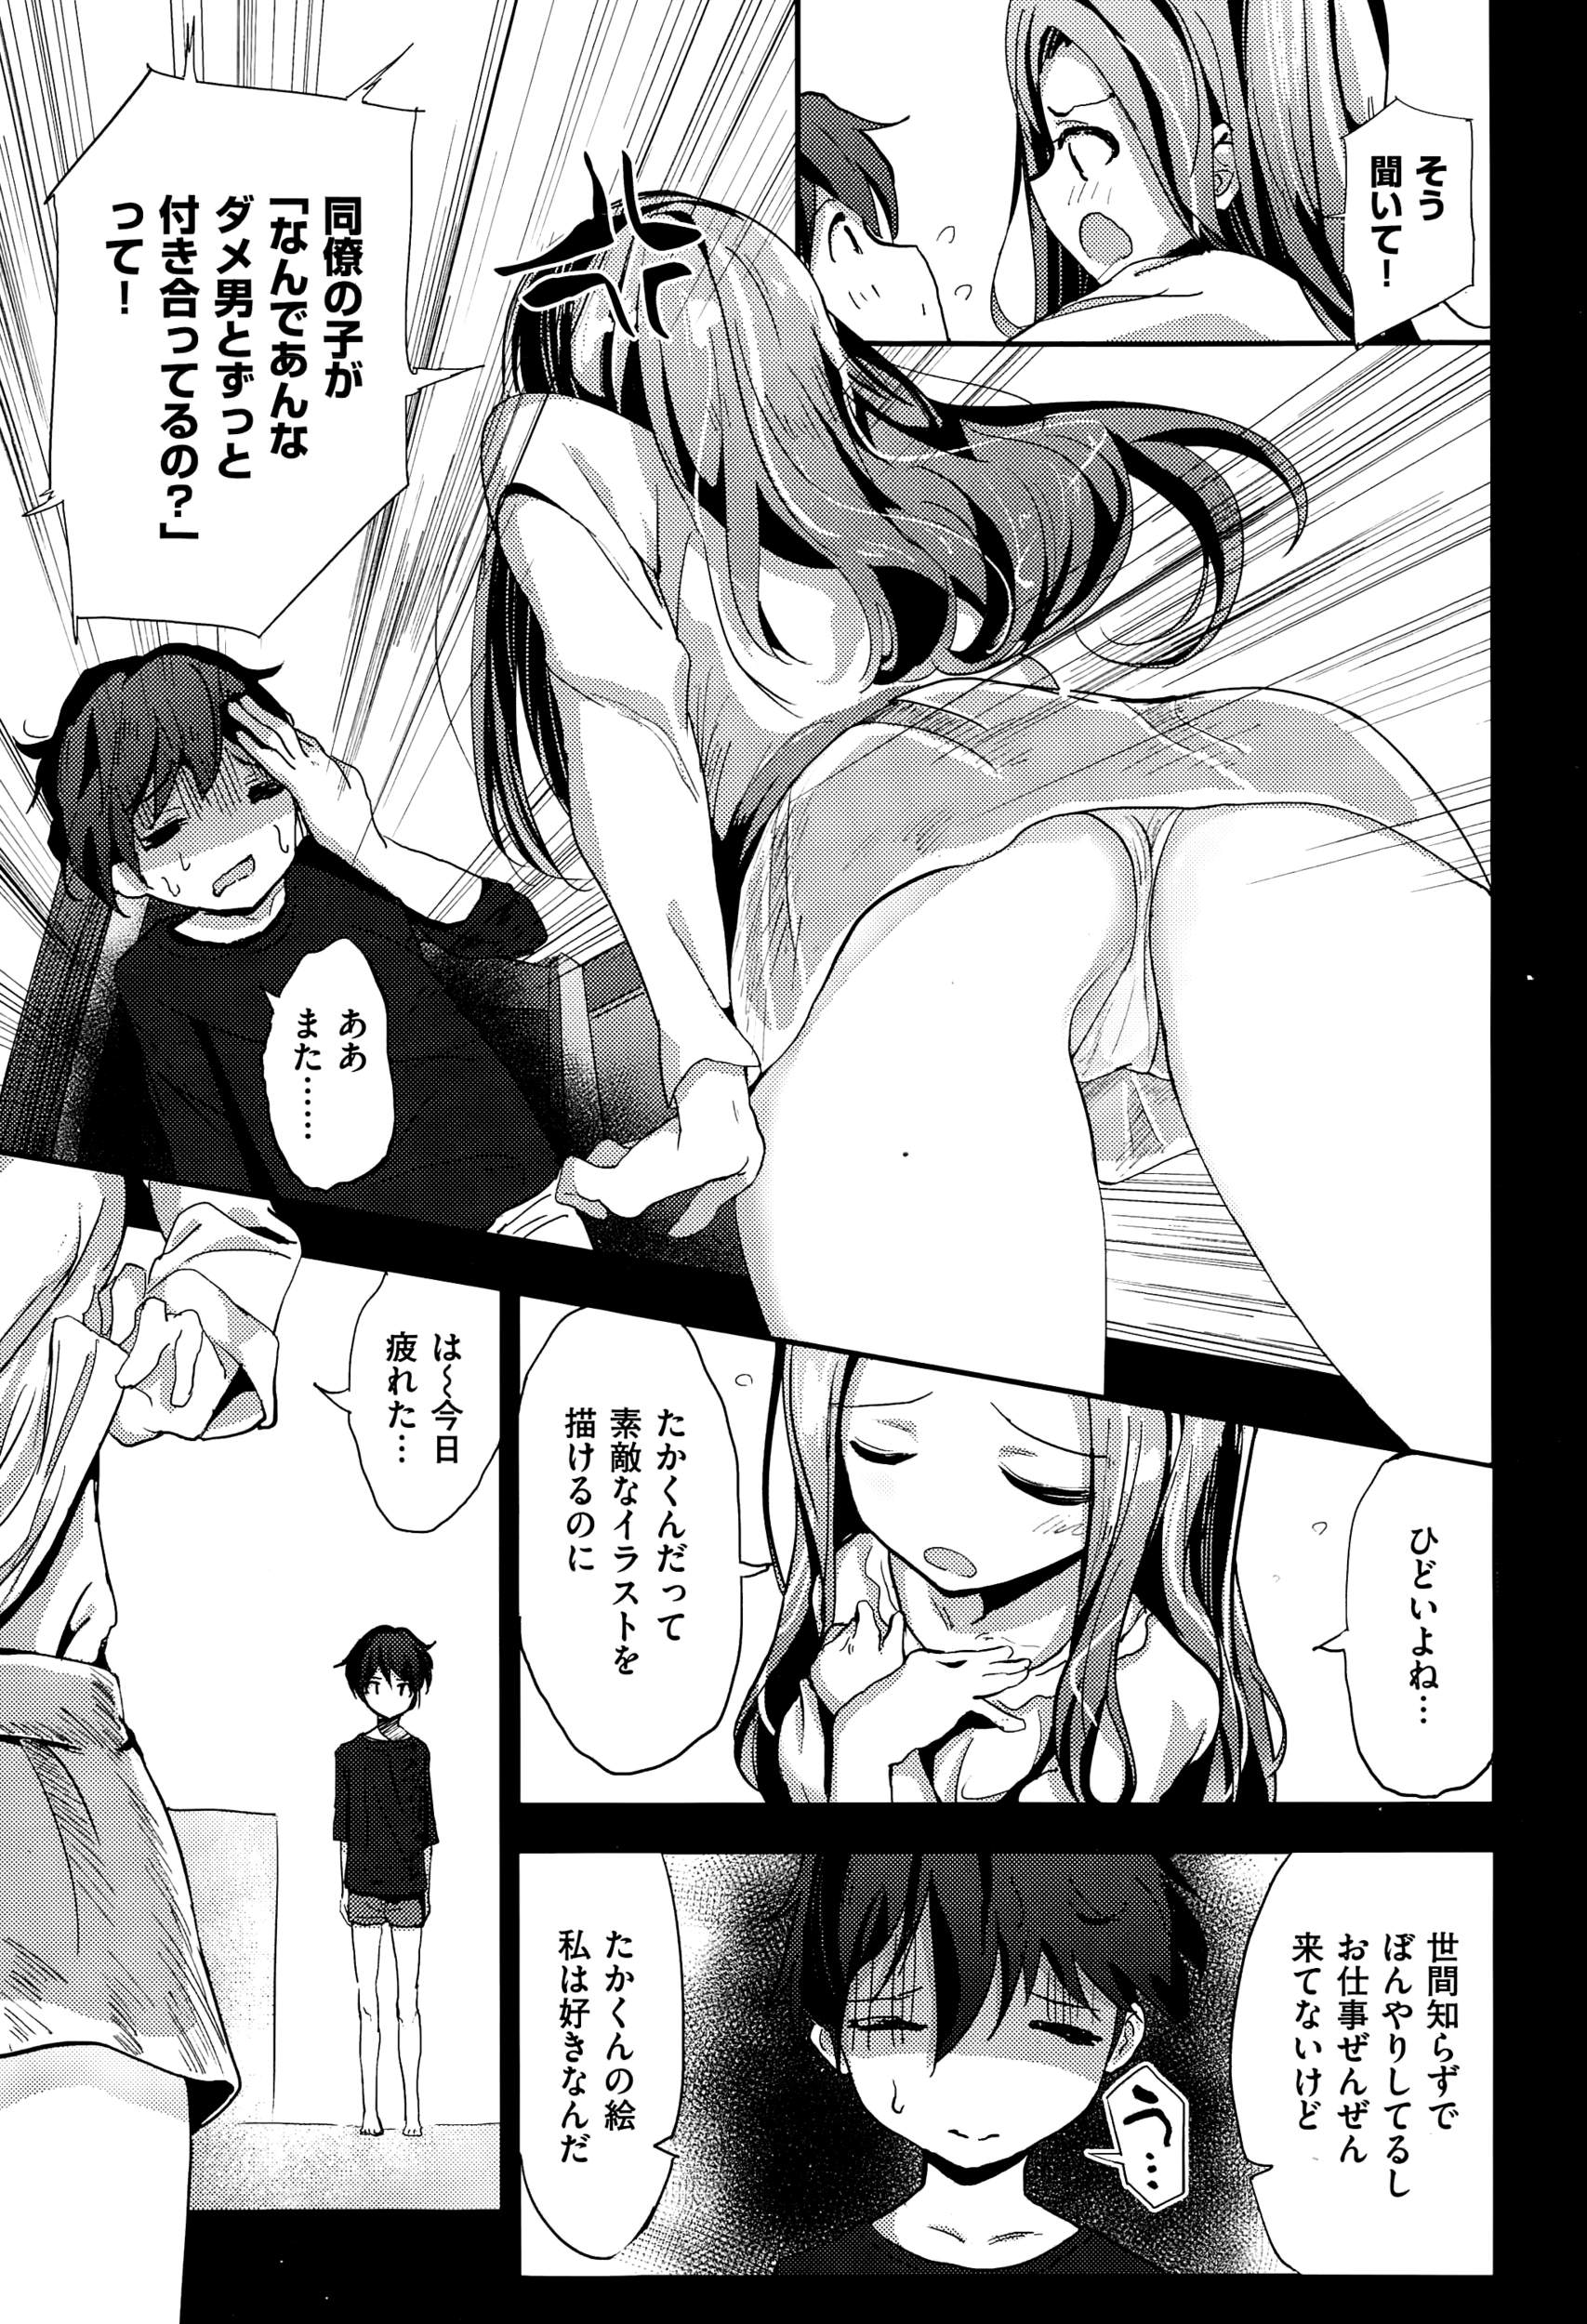 そう
聞いて！
同僚の子が
「なんであんな
ダメ男とずっと
付き合ってるの？」
って！
ああ
また……
ひどいよね…
たかくんだって
素敵なイラストを
描けるのに
世間知らずで
ぼんやりしてるし
お仕事ぜんぜん
来てないけど
う…
たかくんの絵
私は好きなんだ
は〜今日
疲れた…